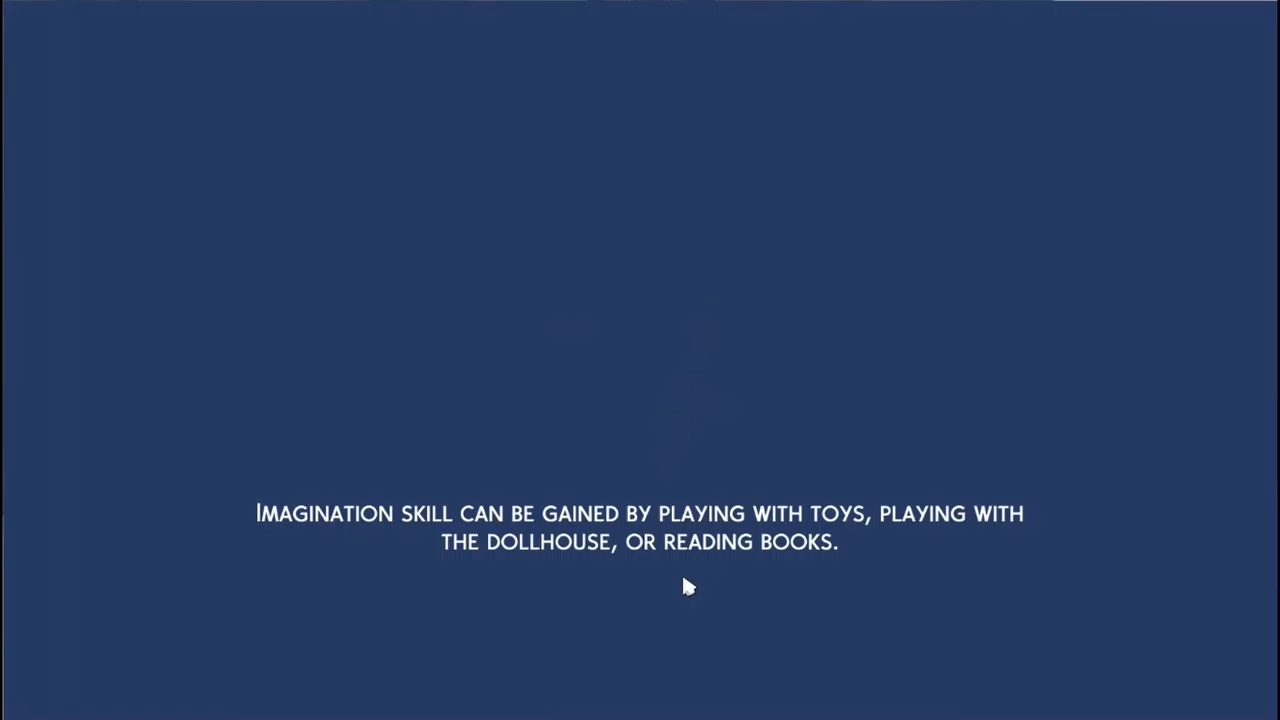 Imagination skill can be gained by playing with toys, playing with
the dollhouse, or reading books.